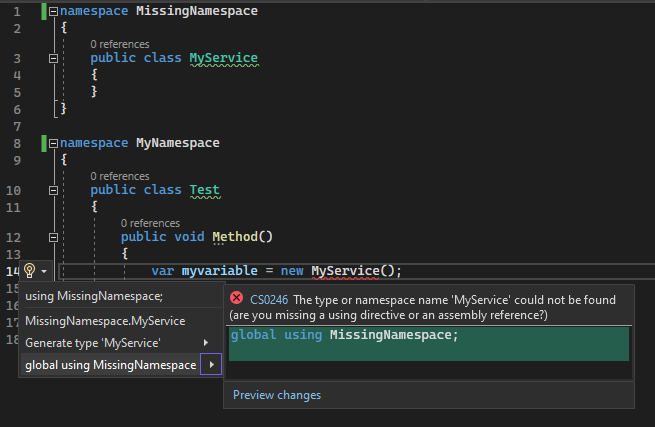 1 namespace MissingNamespace
2 {
0 references
3 public class MyService
4 {
5 }
6 }
7
8 namespace MyNamespace
9 {
0 references
10 public class Test
11 {
0 references
12 public void Method()
13 {
14 var myvariable = new MyService();
15
16
17
18
using MissingNamespace;
MissingNamespace.MyService
Generate type 'MyService'
global using MissingNamespace
CS0246 The type or namespace name 'MyService' could not be found
(are you missing a using directive or an assembly reference?)
global using MissingNamespace;
Preview changes